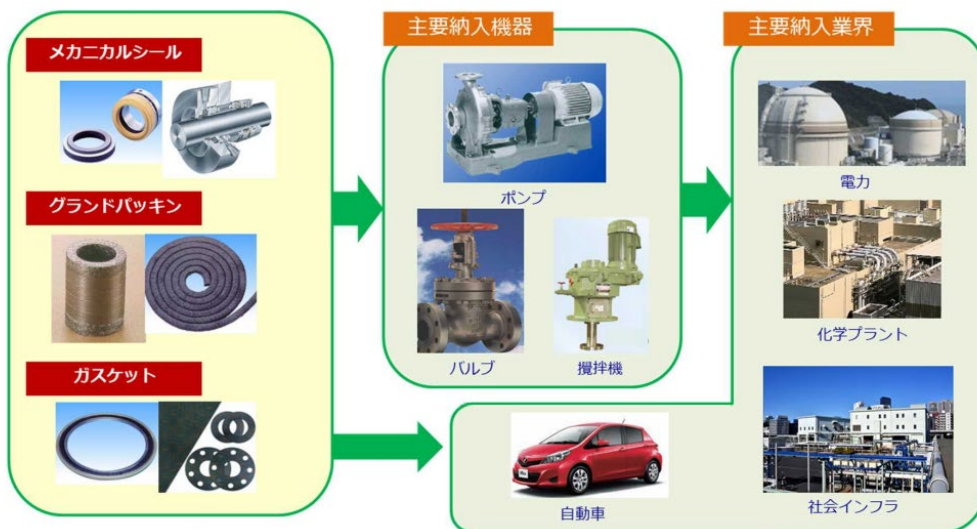 メカニカルシール
グランドパッキン
ガスケット
主要納入機器
ポンプ
バルブ
攪拌機
主要納入業界
電力
化学プラント
社会インフラ
自動車